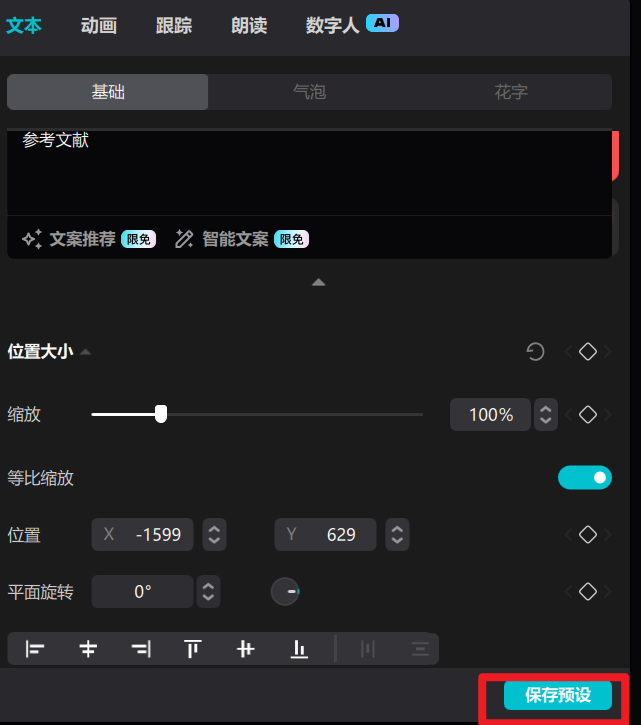 文本 动画 跟踪 朗读 数字人 AI
基础 气泡 花字
参考文献
文案推荐 限免 智能文案 限免
位置大小
缩放 100%
等比缩放
位置 X -1599 Y 629
平面旋转 0°
保存预设